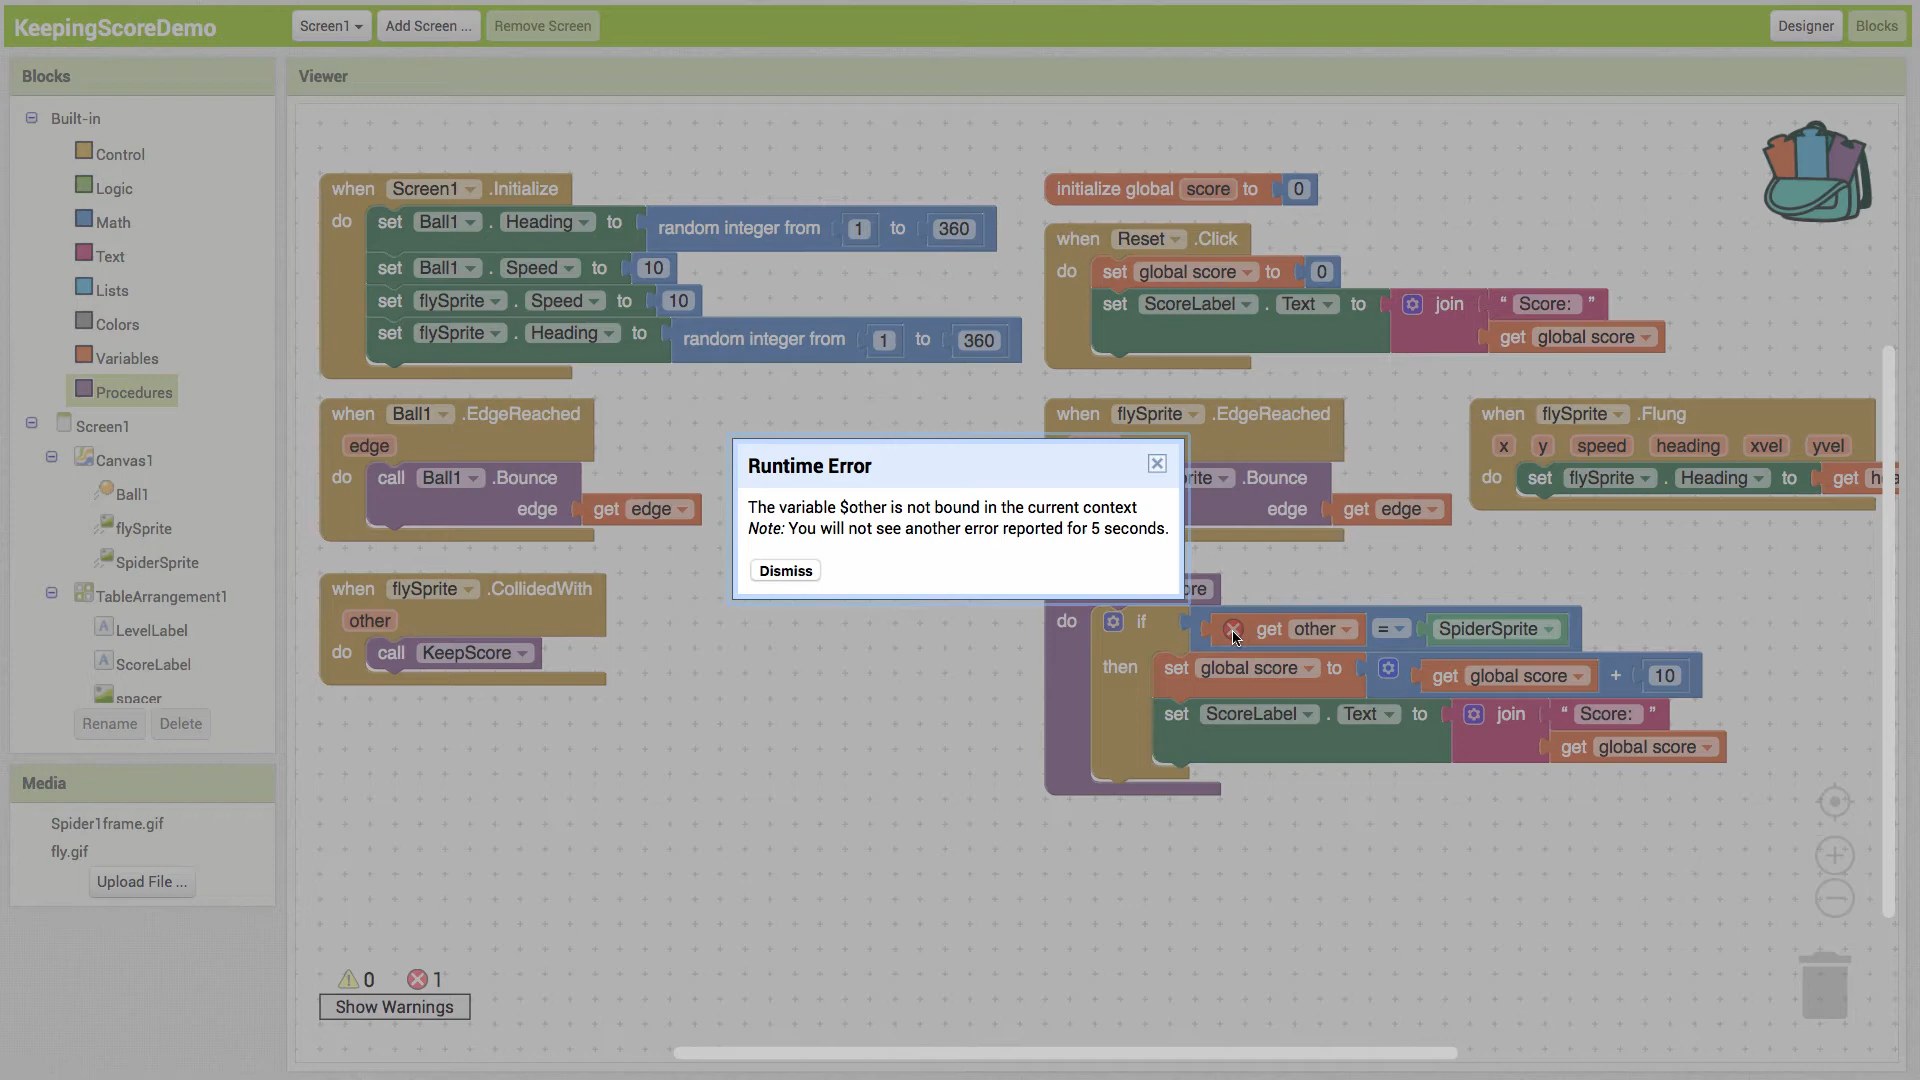 KeepingScoreDemo
Screen1 Add Screen ... Remove Screen
Designer Blocks
Blocks
Built-in
Control
Logic
Math
Text
Lists
Colors
Variables
Procedures
Screen1
Canvas1
Ball1
flySprite
SpiderSprite
TableArrangement1
LevelLabel
ScoreLabel
spacer
Rename Delete
Media
Spider1frame.gif
fly.gif
Upload File ...
Viewer
when Screen1 .Initialize
do set Ball1 . Heading to random integer from 1 to 360
set Ball1 . Speed to 10
set flySprite . Speed to 10
set flySprite . Heading to random integer from 1 to 360
initialize global score to 0
when Reset .Click
do set global score to 0
set ScoreLabel . Text to join " Score: "
get global score
when Ball1 .EdgeReached
edge
do call Ball1 .Bounce
edge get edge
when flySprite .EdgeReached
.Bounce
edge get edge
when flySprite .Flung
x y speed heading xvel yvel
do set flySprite . Heading to get
Runtime Error
The variable $other is not bound in the current context
Note: You will not see another error reported for 5 seconds.
Dismiss
when flySprite .CollidedWith
other
do call KeepScore
do if get other = SpiderSprite
then set global score to get global score + 10
set ScoreLabel . Text to join " Score: "
get global score
0 1
Show Warnings